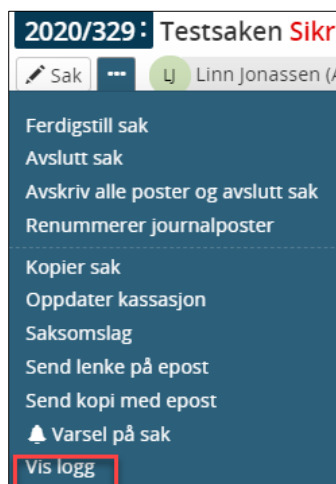 2020/329: Testsaken Sikr
Sak ... LJ Linn Jonassen (A
Ferdigstill sak
Avslutt sak
Avskriv alle poster og avslutt sak
Renummerer journalposter
Kopier sak
Oppdater kassasjon
Saksomslag
Send lenke på epost
Send kopi med epost
Varsel på sak
Vis logg